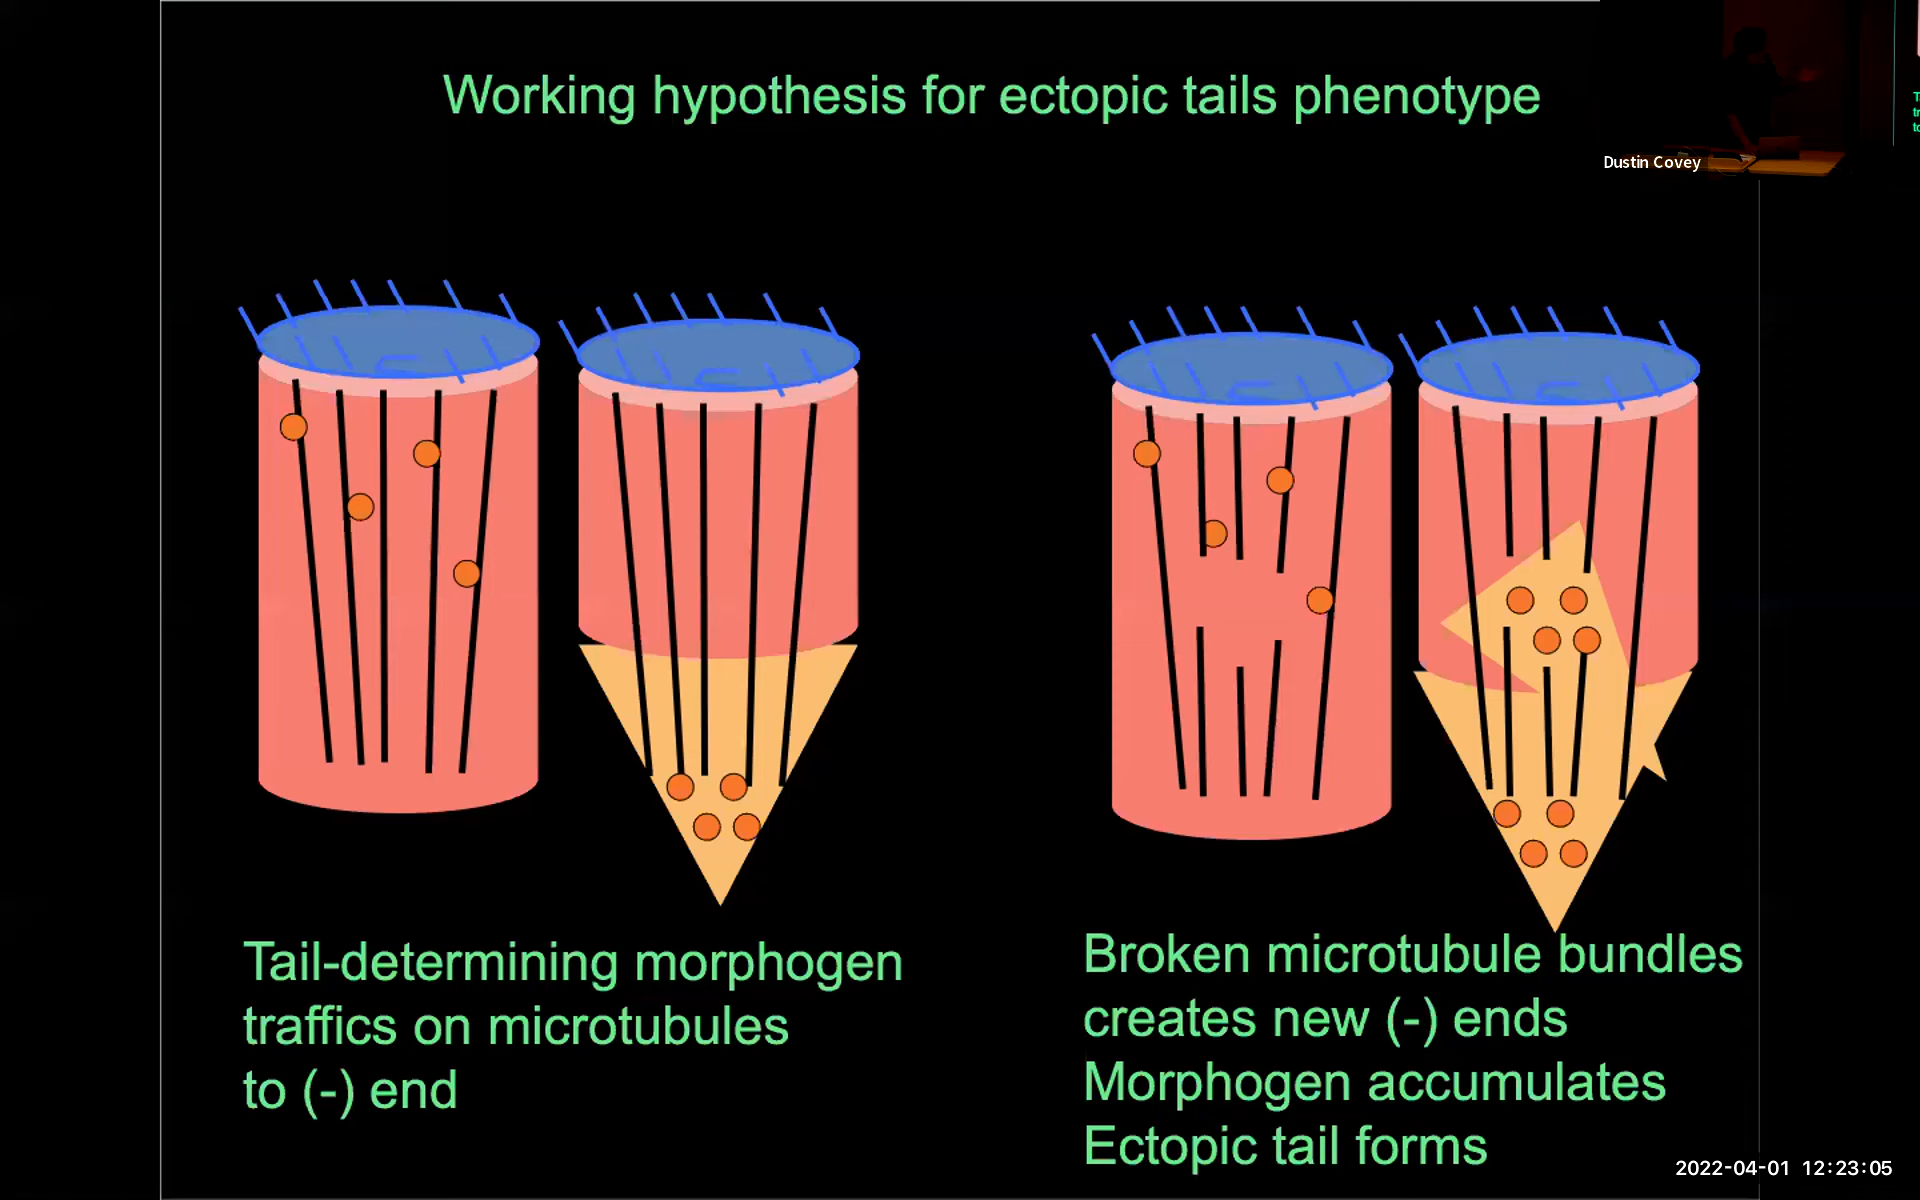 Working hypothesis for ectopic tails phenotype
Dustin Covey
Tail-determining morphogen
traffics on microtubules
to (-) end
Broken microtubule bundles
creates new (-) ends
Morphogen accumulates
Ectopic tail forms
2022-04-01 12:23:05